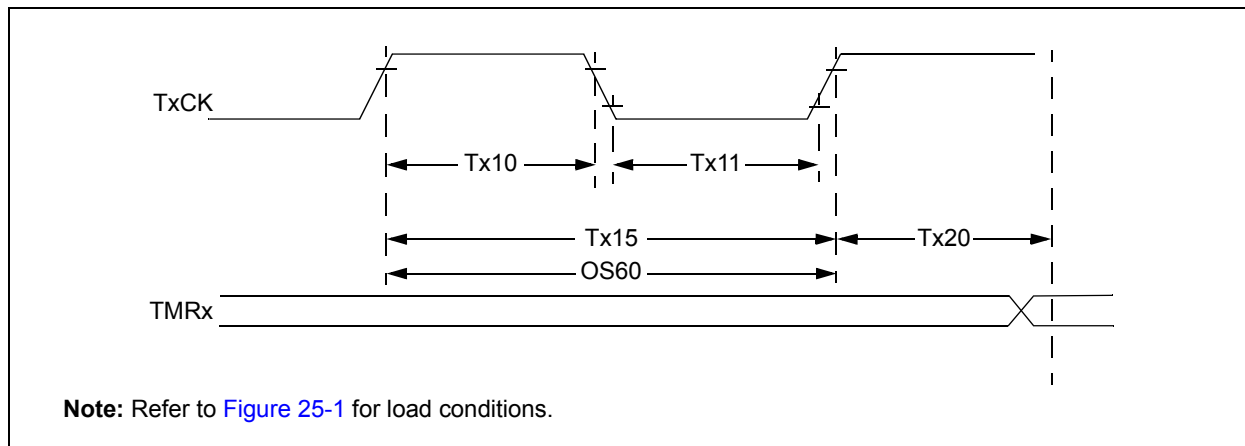 TxCK
Tx10
Tx11
Tx15
Tx20
OS60
TMRx
Note: Refer to Figure 25-1 for load conditions.